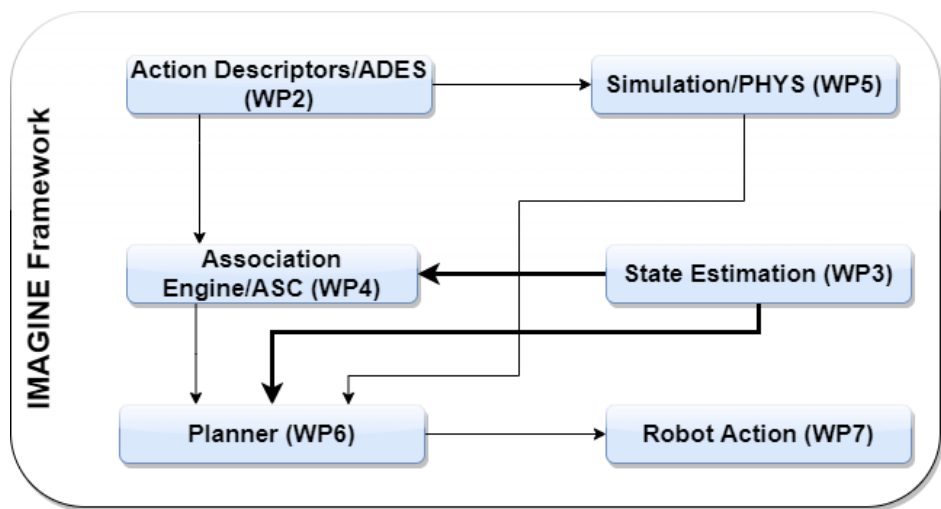 IMAGINE Framework
Action Descriptors/ADES
(WP2)
Simulation/PHYS (WP5)
Association
Engine/ASC (WP4)
State Estimation (WP3)
Planner (WP6)
Robot Action (WP7)